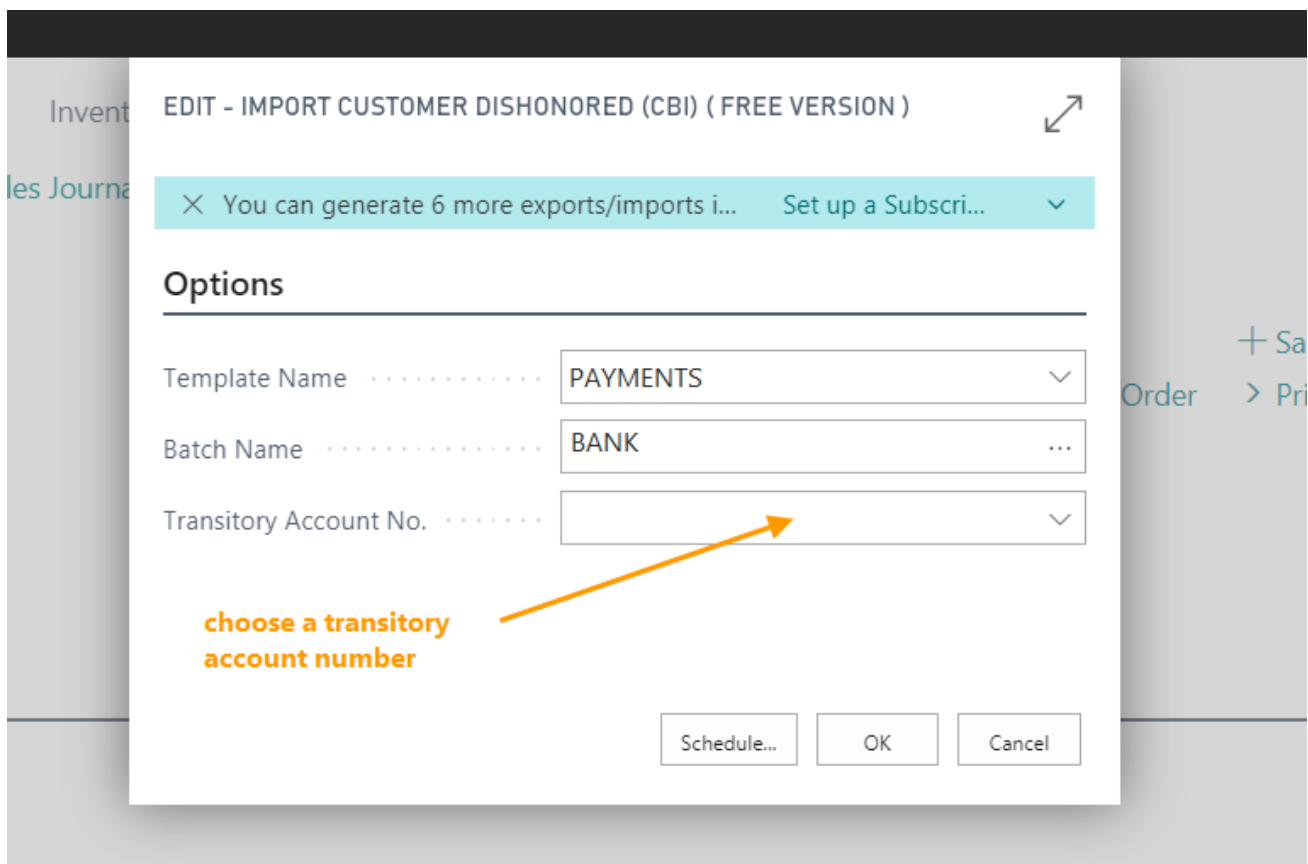 EDIT - IMPORT CUSTOMER DISHONORED (CBI) ( FREE VERSION )
Invent
les Journa
You can generate 6 more exports/imports i... Set up a Subscri...
Options
Template Name PAYMENTS
Batch Name BANK ...
Transitory Account No.
Sa
Order Pri
choose a transitory
account number
Schedule... OK Cancel